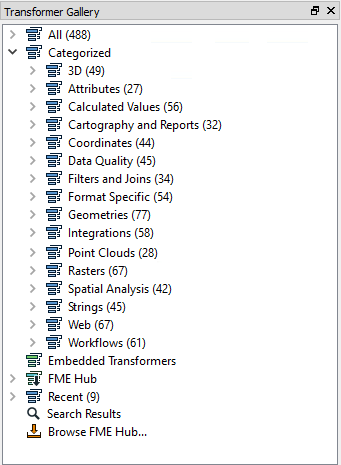 Transformer Gallery
All (488)
Categorized
3D (49)
Attributes (27)
Calculated Values (56)
Cartography and Reports (32)
Coordinates (44)
Data Quality (45)
Filters and Joins (34)
Format Specific (54)
Geometries (77)
Integrations (58)
Point Clouds (28)
Rasters (67)
Spatial Analysis (42)
Strings (45)
Web (67)
Workflows (61)
Embedded Transformers
FME Hub
Recent (9)
Search Results
Browse FME Hub...